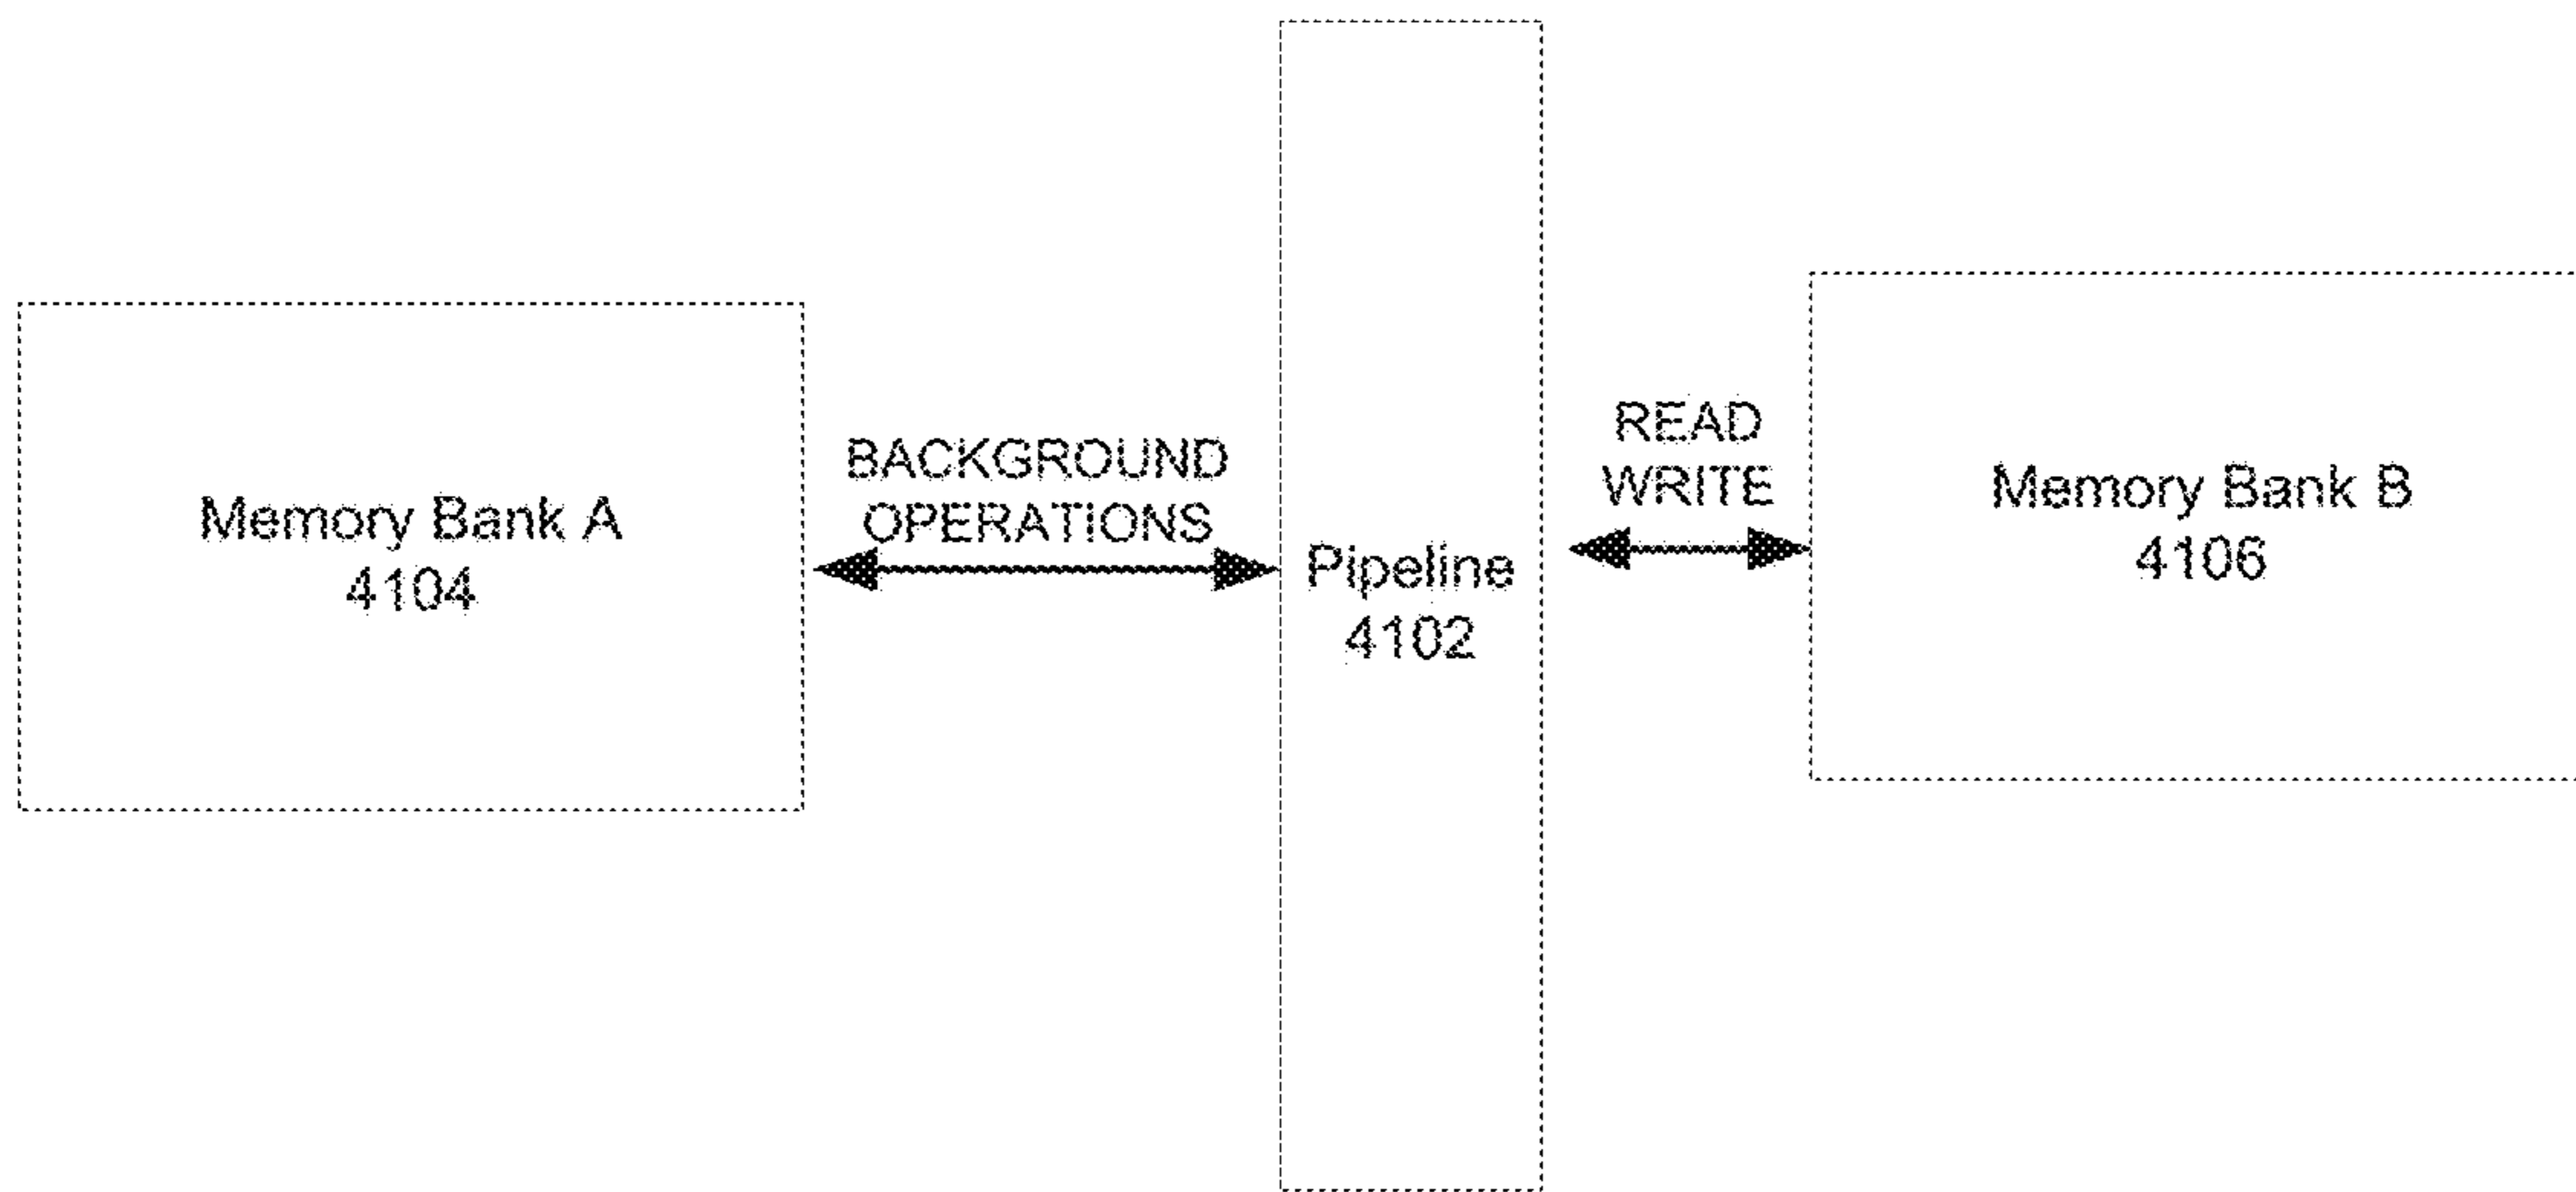 Memory Bank A
4104
BACKGROUND
OPERATIONS
Pipeline
4102
READ
WRITE
Memory Bank B
4106